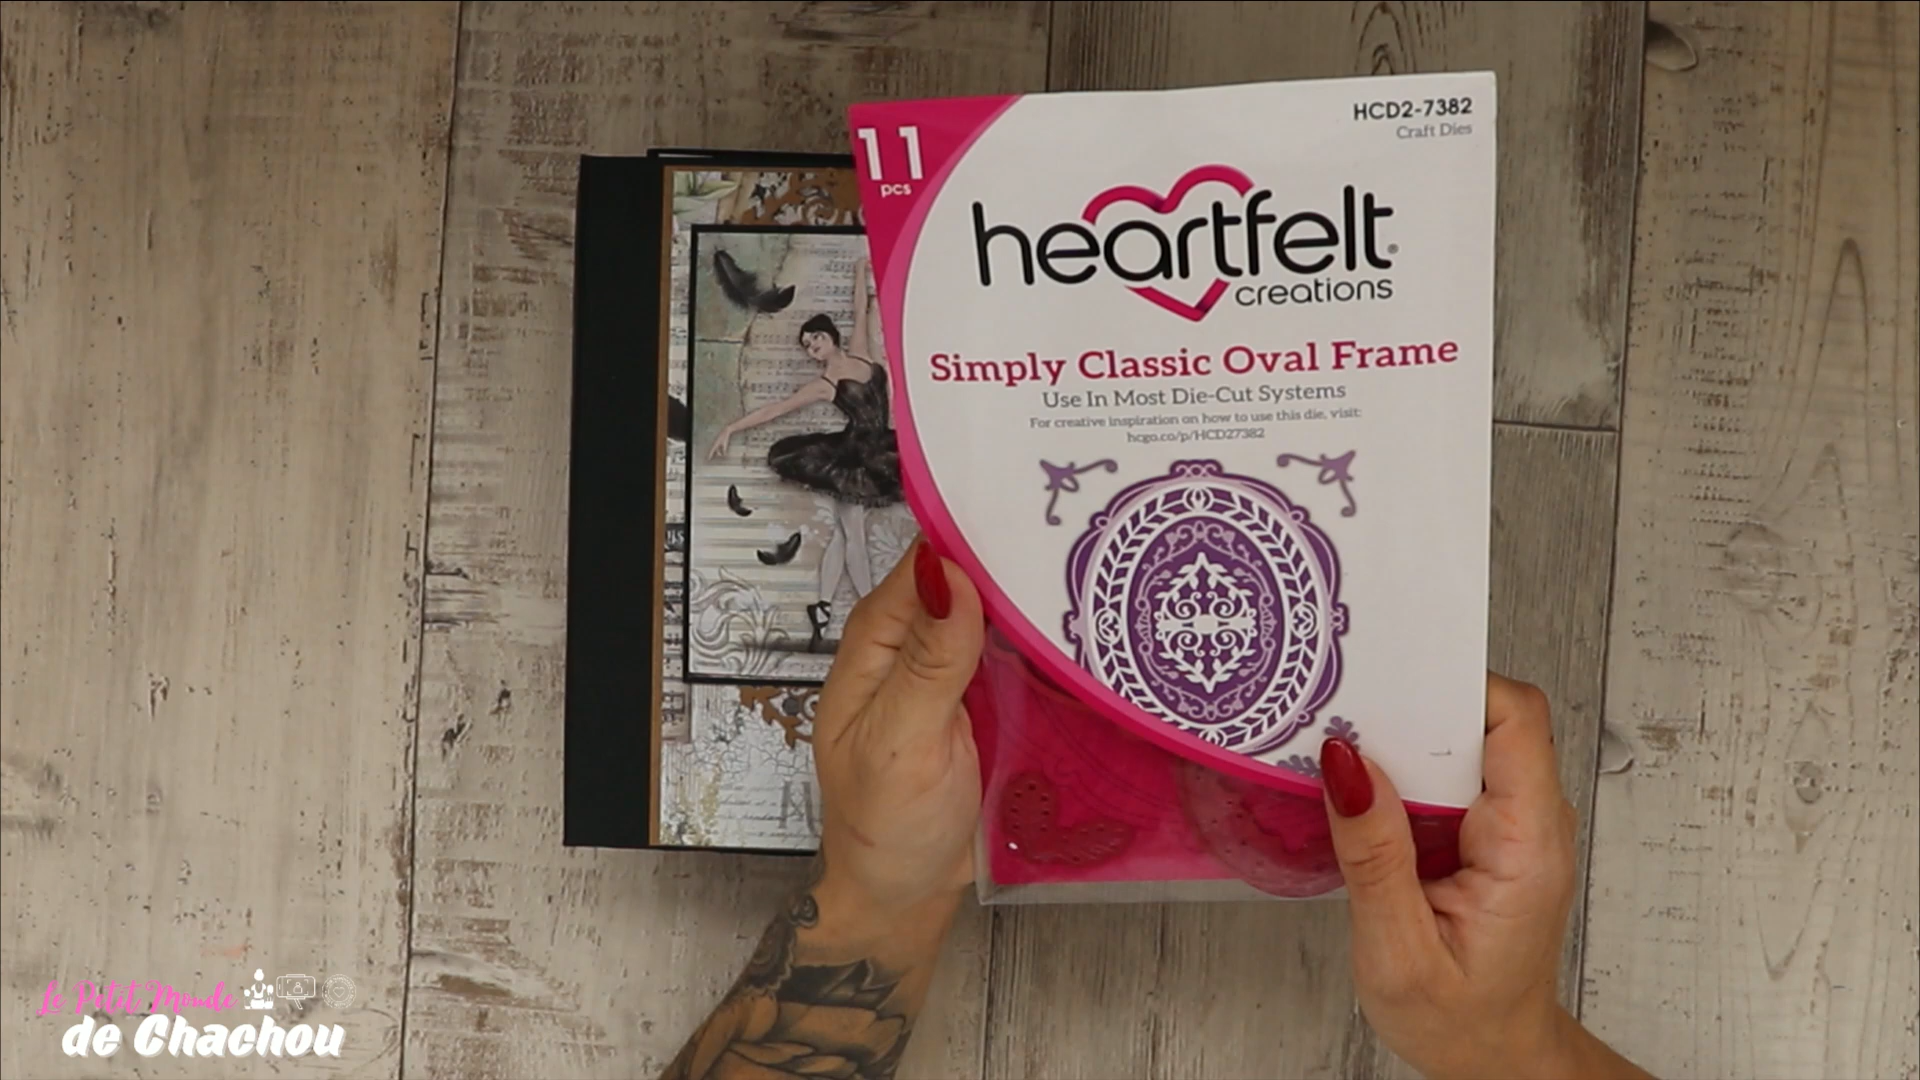 11
pcs
HCD2-7382
Craft Dies
heartfelt®
creations
Simply Classic Oval Frame
Use In Most Die-Cut Systems
For creative inspiration on how to use this die, visit:
hcgo.co/p/HCD27382
Le Petit Monde
de Chachou